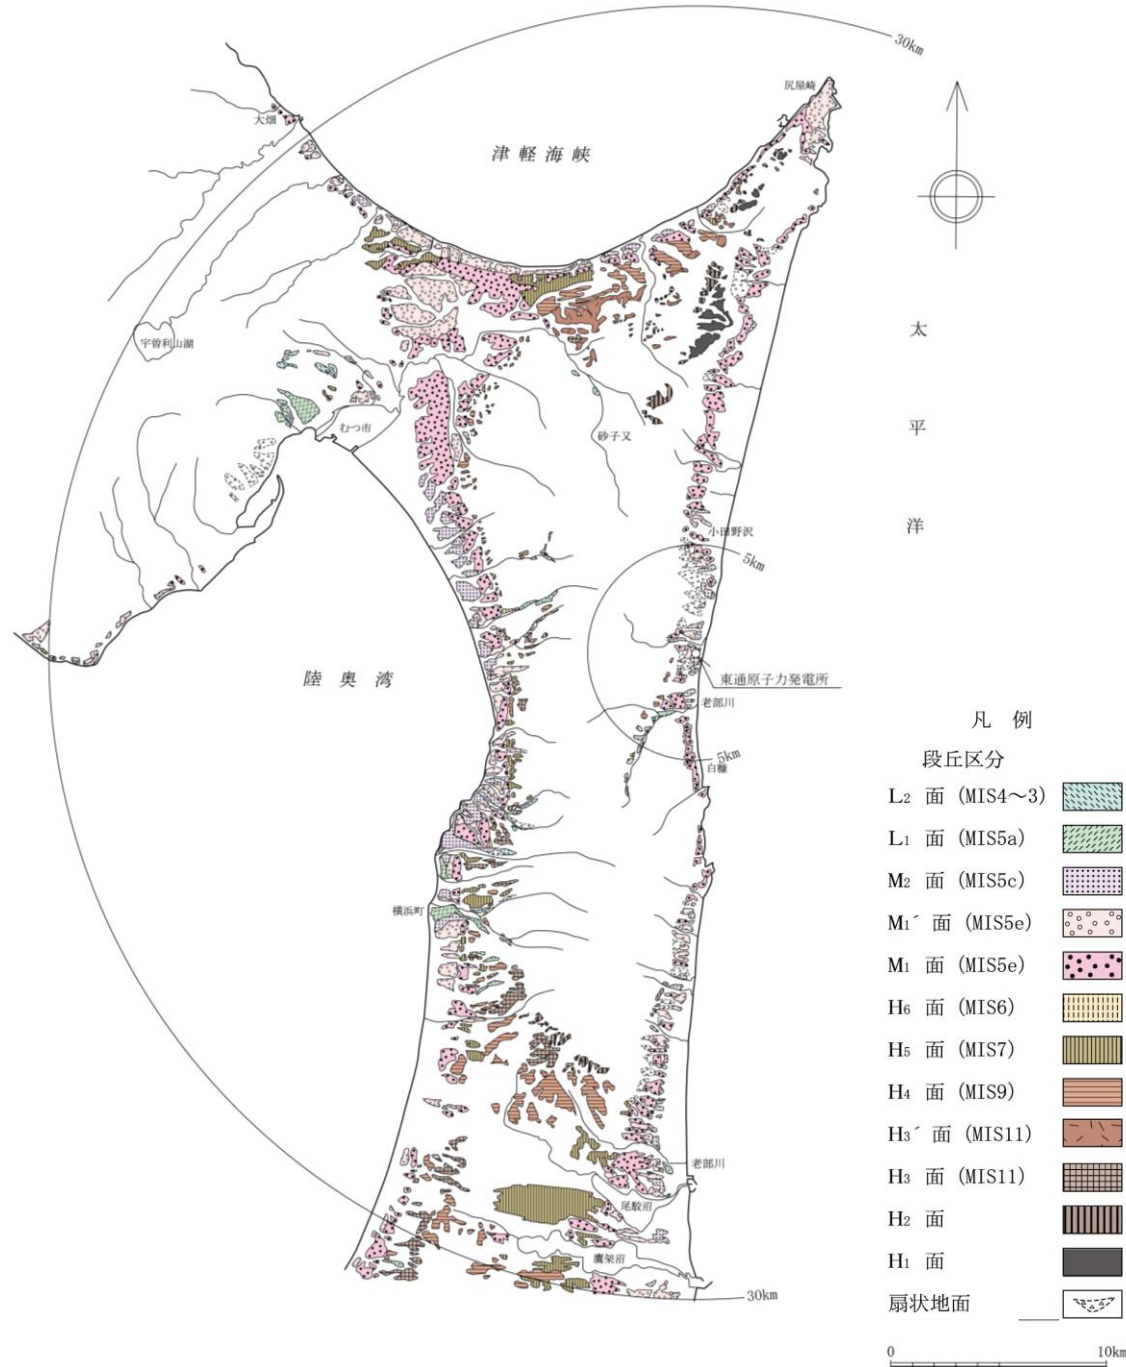 30km
尻屋崎
大畑
津軽海峡
太平洋
宇曽利山湖
むつ市
砂子又
小田野沢
5km
陸奥湾
東通原子力発電所
老部川
5km
白糠
横浜町
老部川
尾駮沼
鷹架沼
30km
凡 例
段丘区分
L2 面 (MIS4～3)
L1 面 (MIS5a)
M2 面 (MIS5c)
M1´ 面 (MIS5e)
M1 面 (MIS5e)
H6 面 (MIS6)
H5 面 (MIS7)
H4 面 (MIS9)
H3´ 面 (MIS11)
H3 面 (MIS11)
H2 面
H1 面
扇状地面
0 10km